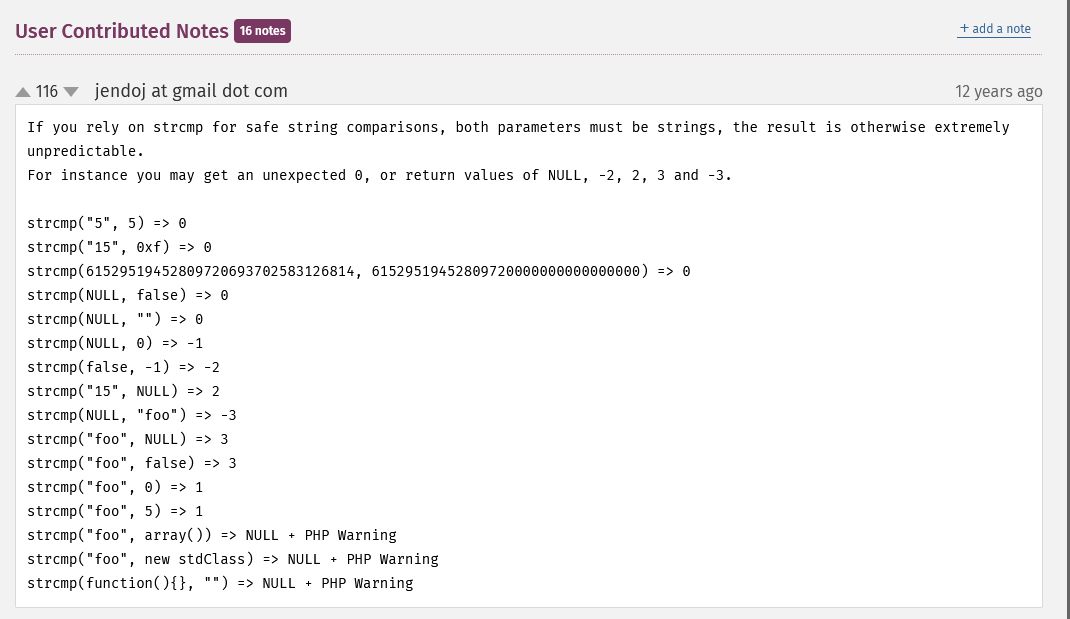 User Contributed Notes 16 notes
+ add a note
116 jendoj at gmail dot com
12 years ago
If you rely on strcmp for safe string comparisons, both parameters must be strings, the result is otherwise extremely
unpredictable.
For instance you may get an unexpected 0, or return values of NULL, -2, 2, 3 and -3.
strcmp("5", 5) => 0
strcmp("15", 0xf) => 0
strcmp(61529519452809720693702583126814, 61529519452809720000000000000000) => 0
strcmp(NULL, false) => 0
strcmp(NULL, "") => 0
strcmp(NULL, 0) => -1
strcmp(false, -1) => -2
strcmp("15", NULL) => 2
strcmp(NULL, "foo") => -3
strcmp("foo", NULL) => 3
strcmp("foo", false) => 3
strcmp("foo", 0) => 1
strcmp("foo", 5) => 1
strcmp("foo", array()) => NULL + PHP Warning
strcmp("foo", new stdClass) => NULL + PHP Warning
strcmp(function(){}, "") => NULL + PHP Warning